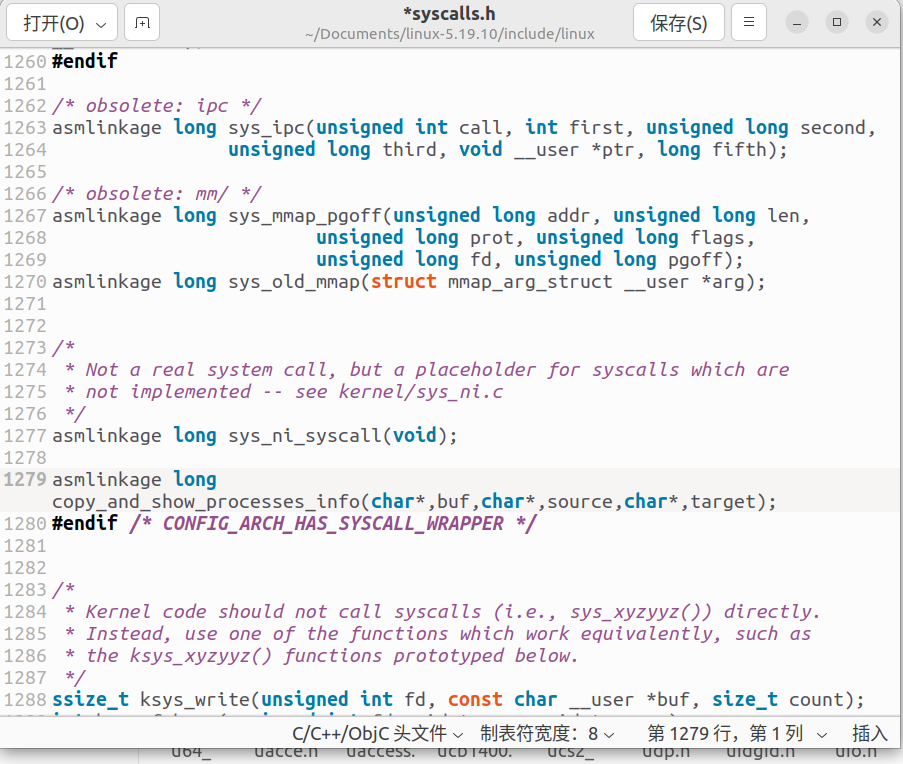 打开(O)
*syscalls.h
~/Documents/linux-5.19.10/include/linux
保存(S)
1260 #endif
1261
1262 /* obsolete: ipc */
1263 asmlinkage long sys_ipc(unsigned int call, int first, unsigned long second,
1264 unsigned long third, void __user *ptr, long fifth);
1265
1266 /* obsolete: mm/ */
1267 asmlinkage long sys_mmap_pgoff(unsigned long addr, unsigned long len,
1268 unsigned long prot, unsigned long flags,
1269 unsigned long fd, unsigned long pgoff);
1270 asmlinkage long sys_old_mmap(struct mmap_arg_struct __user *arg);
1271
1272
1273 /*
1274 * Not a real system call, but a placeholder for syscalls which are
1275 * not implemented -- see kernel/sys_ni.c
1276 */
1277 asmlinkage long sys_ni_syscall(void);
1278
1279 asmlinkage long
copy_and_show_processes_info(char*,buf,char*,source,char*,target);
1280 #endif /* CONFIG_ARCH_HAS_SYSCALL_WRAPPER */
1281
1282
1283 /*
1284 * Kernel code should not call syscalls (i.e., sys_xyzyyz()) directly.
1285 * Instead, use one of the functions which work equivalently, such as
1286 * the ksys_xyzyyz() functions prototyped below.
1287 */
1288 ssize_t ksys_write(unsigned int fd, const char __user *buf, size_t count);
C/C++/ObjC 头文件 制表符宽度：8 第 1279 行，第 1 列 插入
u64_ uacce.h uaccess. ucb1400. ucs2_ udp.h uidgid.h uio.h